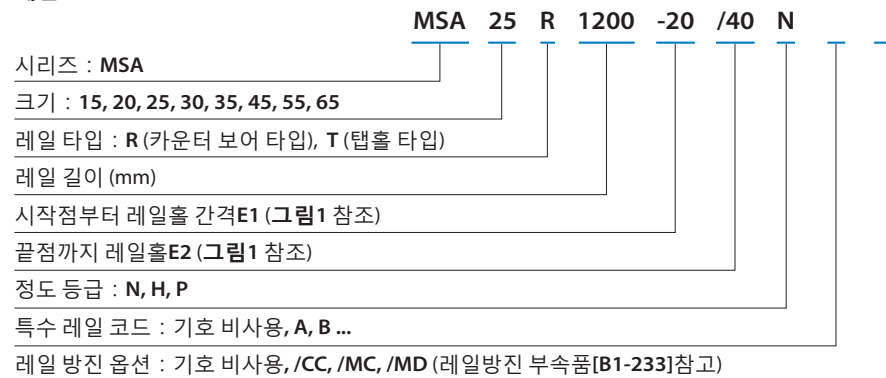 MSA 25 R 1200 -20 /40 N
시리즈 : MSA
크기 : 15, 20, 25, 30, 35, 45, 55, 65
레일 타입 : R (카운터 보어 타입), T (탭홀 타입)
레일 길이 (mm)
시작점부터 레일홀 간격E1 (그림1 참조)
끝점까지 레일홀E2 (그림1 참조)
정도 등급 : N, H, P
특수 레일 코드 : 기호 비사용, A, B ...
레일 방진 옵션 : 기호 비사용, /CC, /MC, /MD (레일방진 부속품[B1-233]참고)